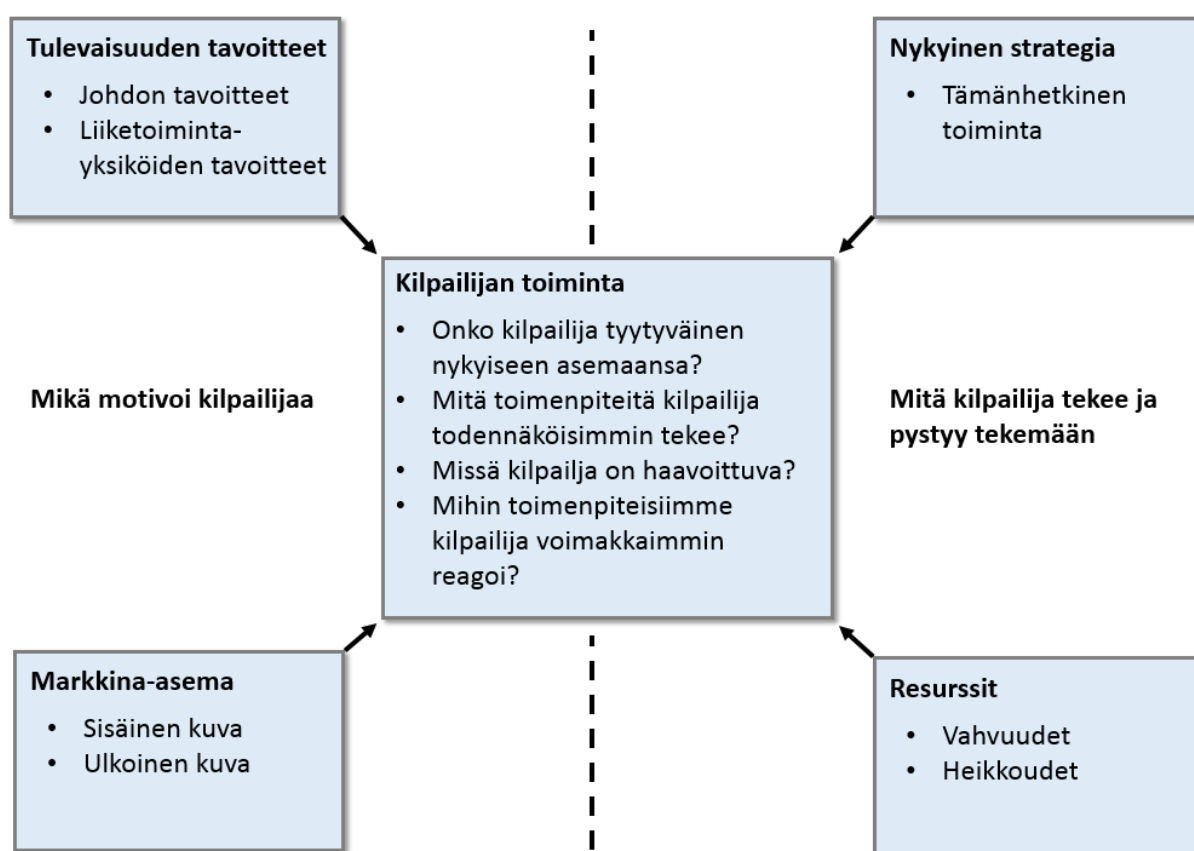 Tulevaisuuden tavoitteet
• Johdon tavoitteet
• Liiketoiminta-
yksiköiden tavoitteet
Nykyinen strategia
• Tämänhetkinen
toiminta
Kilpailijan toiminta
• Onko kilpailija tyytyväinen
nykyiseen asemaansa?
• Mitä toimenpiteitä kilpailija
todennäköisimmin tekee?
• Missä kilpailja on haavoittuva?
• Mihin toimenpiteisiimme
kilpailija voimakkaimmin
reagoi?
Mikä motivoi kilpailijaa
Mitä kilpailija tekee ja
pystyy tekemään
Markkina-asema
• Sisäinen kuva
• Ulkoinen kuva
Resurssit
• Vahvuudet
• Heikkoudet